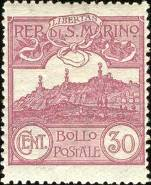 LIBERTAS
REP. DI S. MARINO
CENT. BOLLO 30
POSTALE